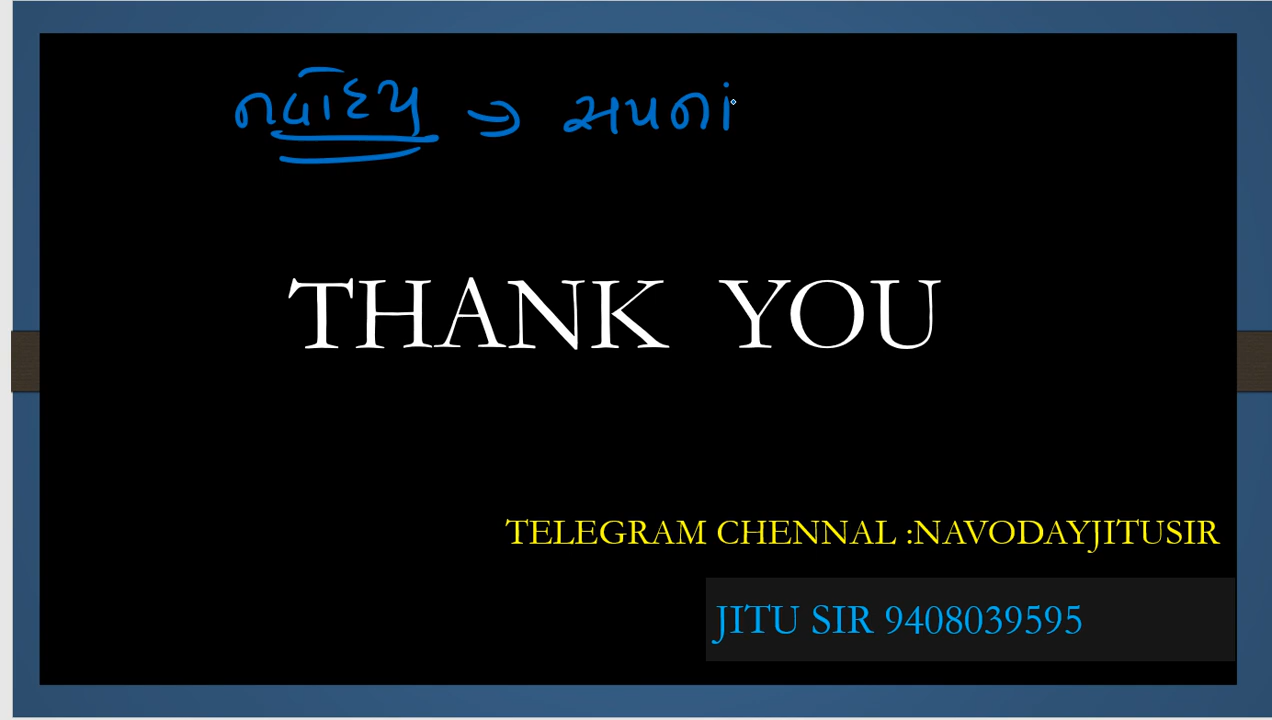 નવોદય → સપનાં
THANK YOU
TELEGRAM CHENNAL :NAVODAYJITUSIR
JITU SIR 9408039595